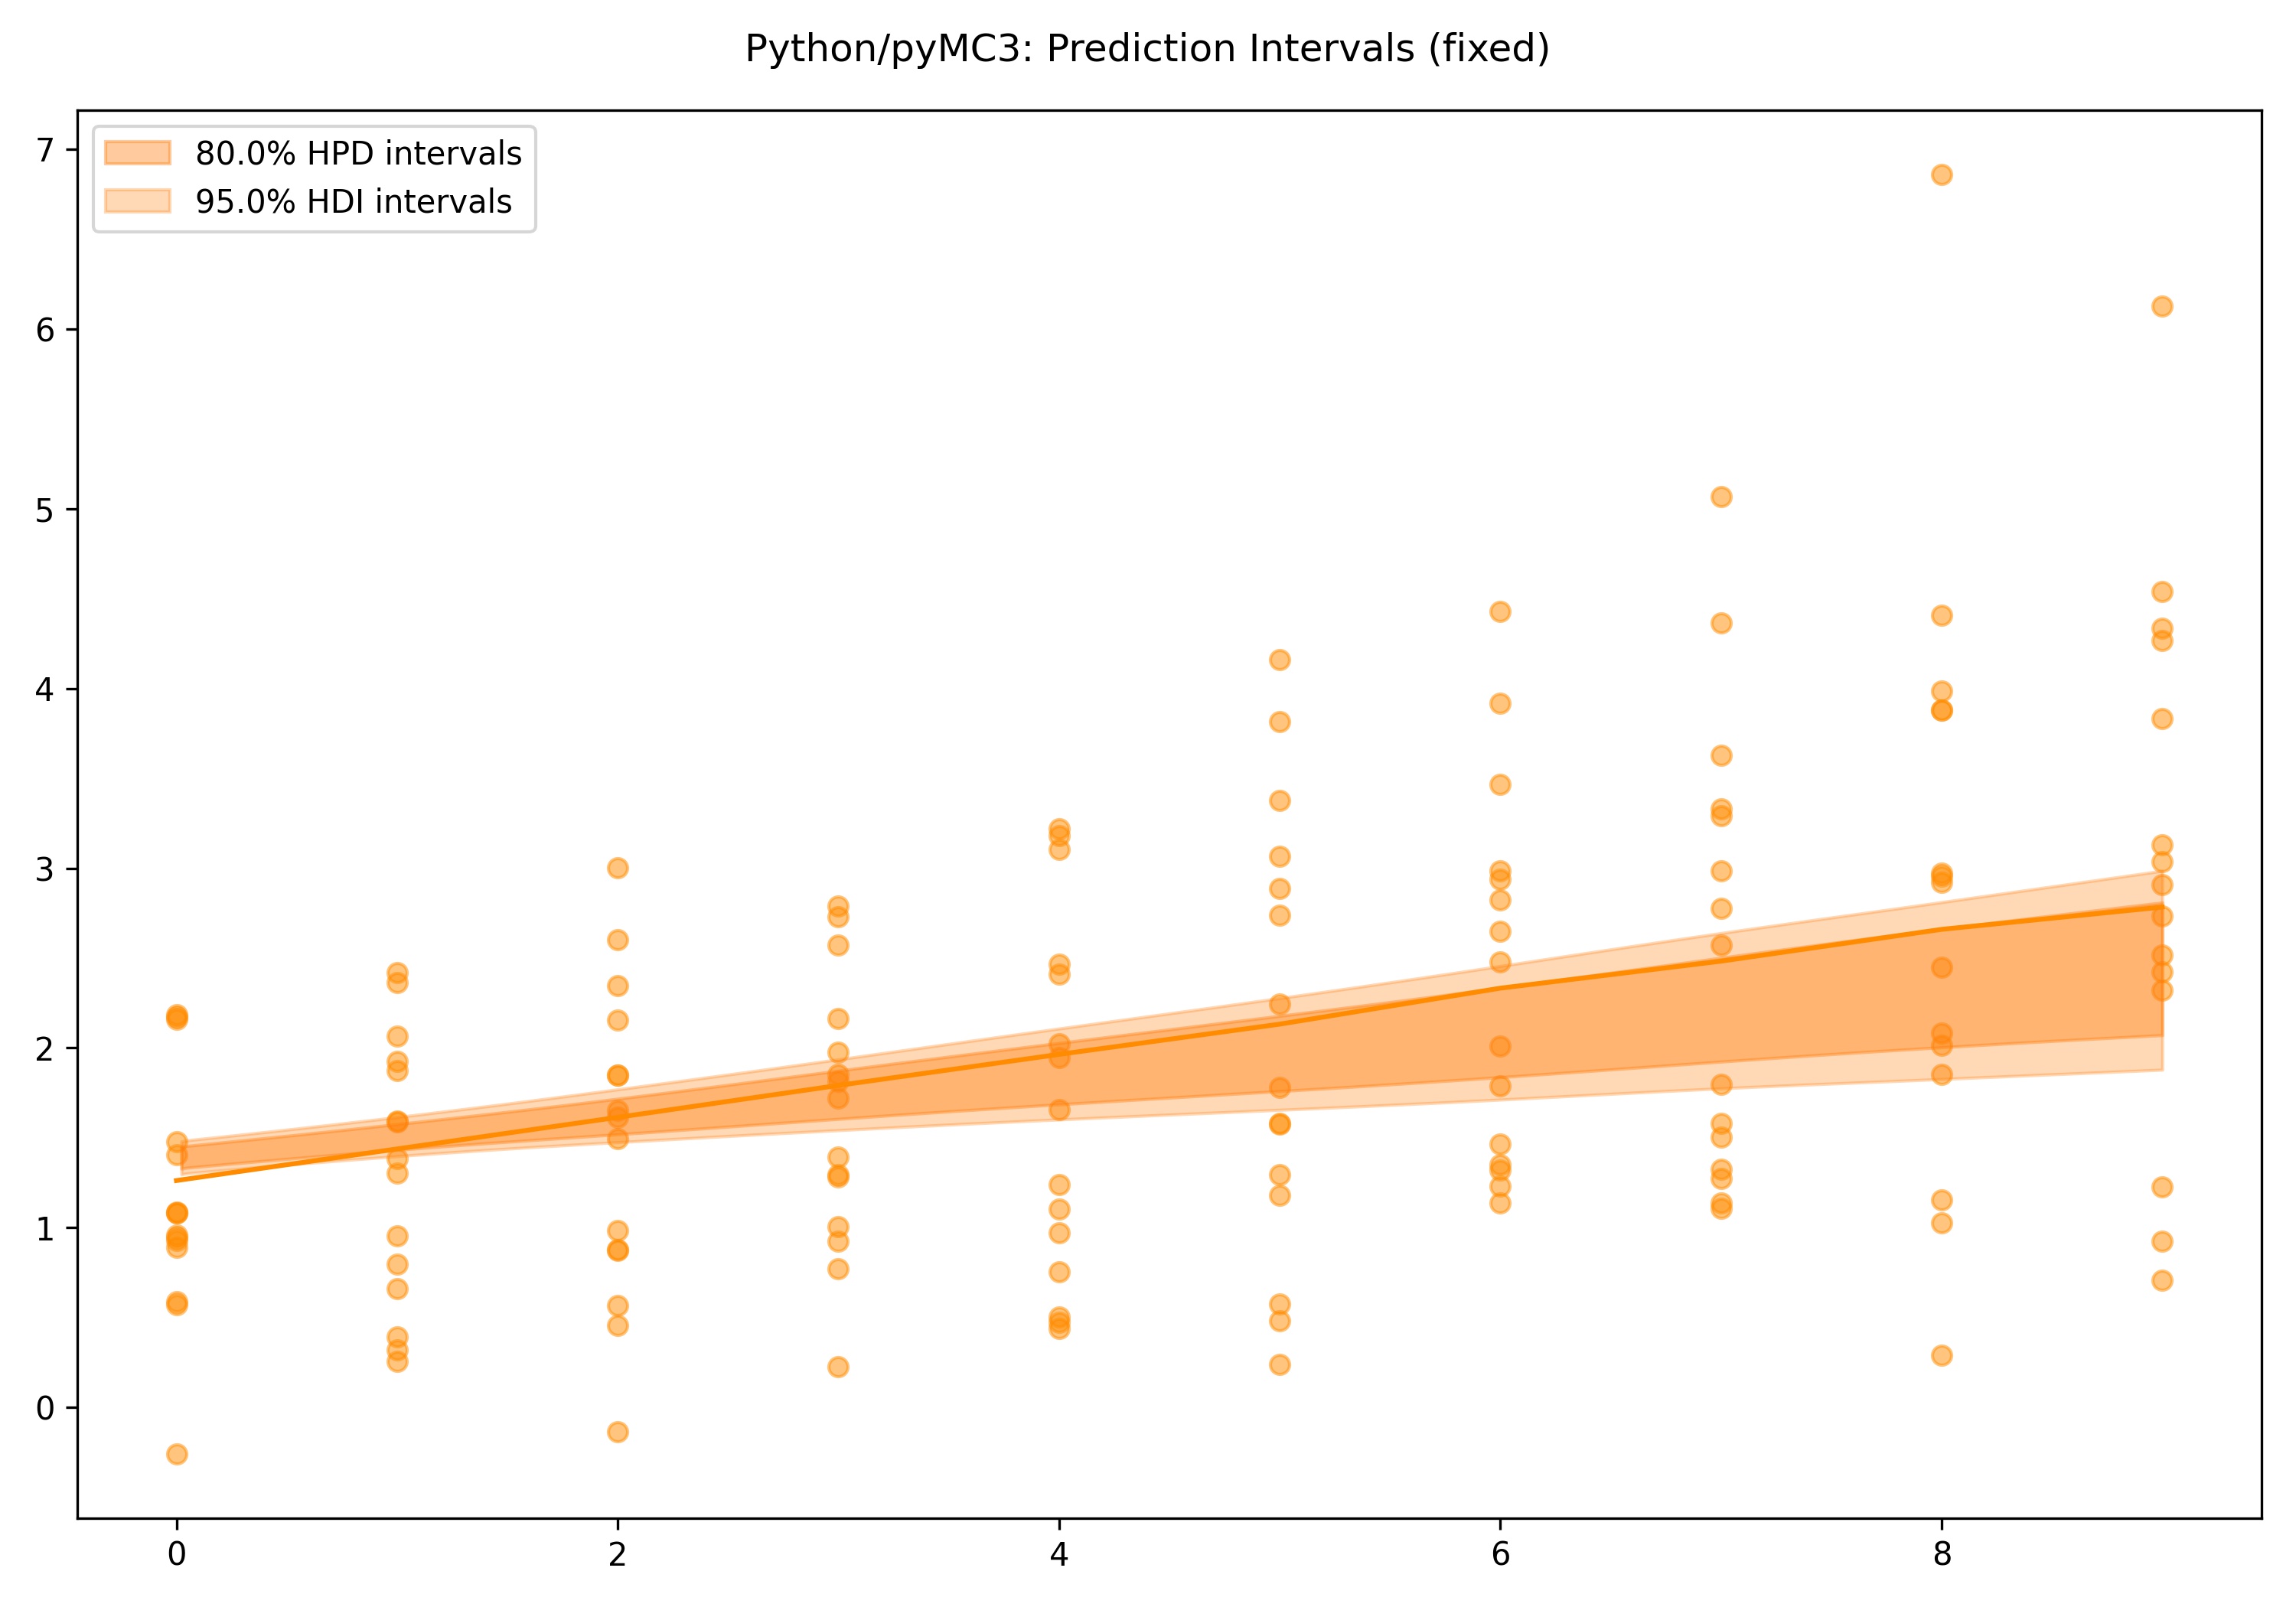 Python/pyMC3: Prediction Intervals (fixed)
80.0% HPD intervals
95.0% HDI intervals
7
6
5
4
3
2
1
0
0 2 4 6 8